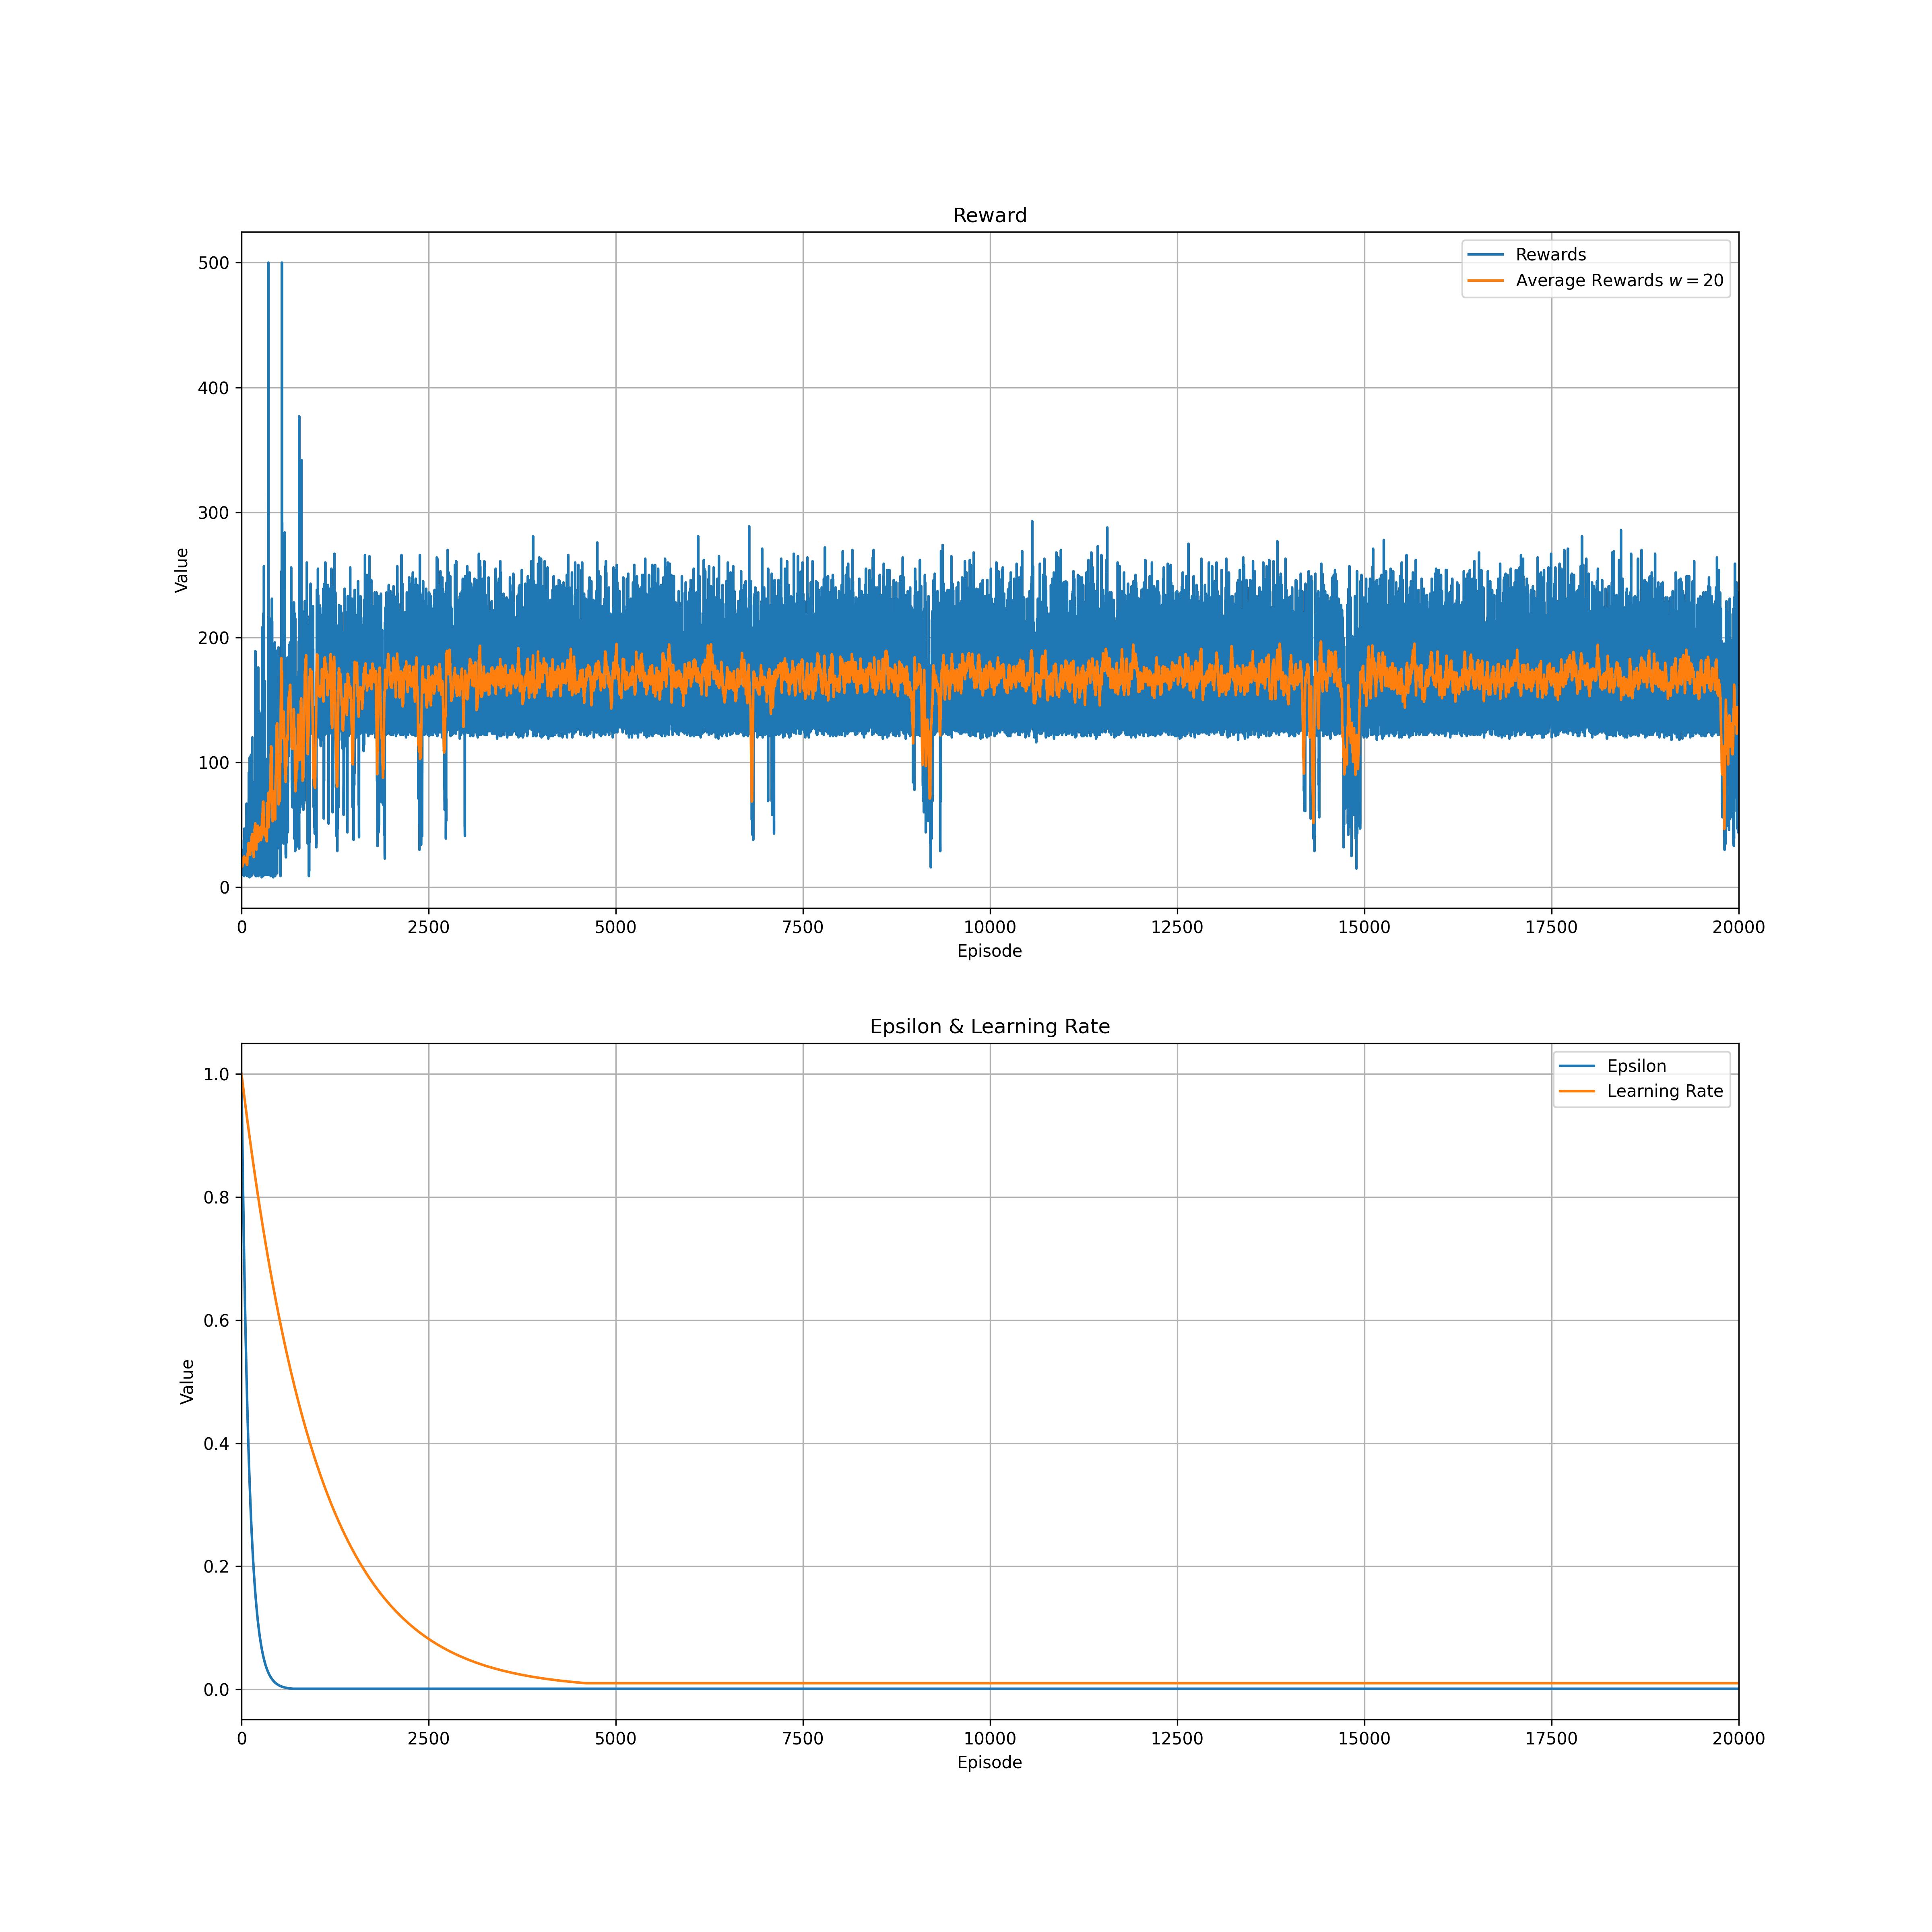 Reward
Rewards
Average Rewards w = 20
500
400
300
200
100
0
Value
0 2500 5000 7500 10000 12500 15000 17500 20000
Episode
Epsilon & Learning Rate
Epsilon
Learning Rate
1.0
0.8
0.6
0.4
0.2
0.0
Value
0 2500 5000 7500 10000 12500 15000 17500 20000
Episode